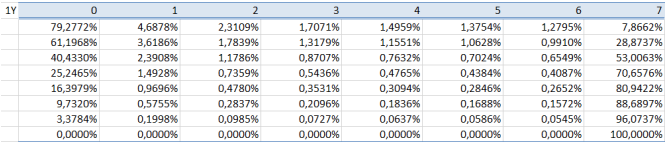 1Y 0 1 2 3 4 5 6 7
79,2772% 4,6878% 2,3109% 1,7071% 1,4959% 1,3754% 1,2795% 7,8662%
61,1968% 3,6186% 1,7839% 1,3179% 1,1551% 1,0628% 0,9910% 28,8737%
40,4330% 2,3908% 1,1786% 0,8707% 0,7632% 0,7024% 0,6549% 53,0063%
25,2465% 1,4928% 0,7359% 0,5436% 0,4765% 0,4384% 0,4087% 70,6576%
16,3979% 0,9696% 0,4780% 0,3531% 0,3094% 0,2846% 0,2652% 80,9422%
9,7320% 0,5755% 0,2837% 0,2096% 0,1836% 0,1688% 0,1572% 88,6897%
3,3784% 0,1998% 0,0985% 0,0727% 0,0637% 0,0586% 0,0545% 96,0737%
0,0000% 0,0000% 0,0000% 0,0000% 0,0000% 0,0000% 0,0000% 100,0000%